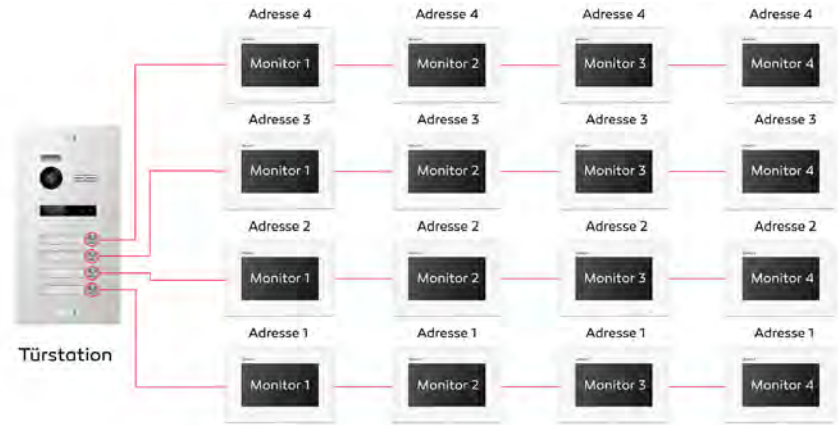 Adresse 4 Adresse 4 Adresse 4 Adresse 4
Monitor 1 Monitor 2 Monitor 3 Monitor 4
Adresse 3 Adresse 3 Adresse 3 Adresse 3
Monitor 1 Monitor 2 Monitor 3 Monitor 4
Adresse 2 Adresse 2 Adresse 2 Adresse 2
Monitor 1 Monitor 2 Monitor 3 Monitor 4
Türstation
Adresse 1 Adresse 1 Adresse 1 Adresse 1
Monitor 1 Monitor 2 Monitor 3 Monitor 4